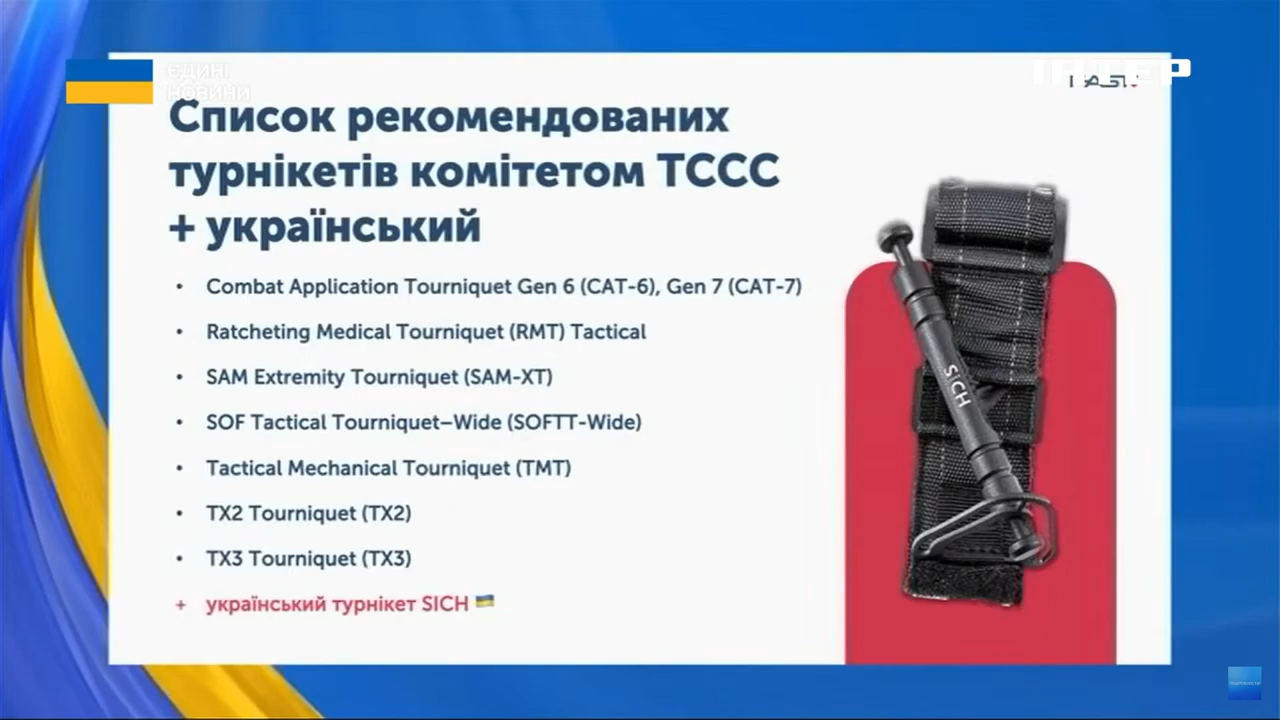 ЄДИНІ
НОВИНИ
ІНТЕР
Список рекомендованих
турнікетів комітетом ТССС
+ український
• Combat Application Tourniquet Gen 6 (CAT-6), Gen 7 (CAT-7)
• Ratcheting Medical Tourniquet (RMT) Tactical
• SAM Extremity Tourniquet (SAM-XT)
• SOF Tactical Tourniquet–Wide (SOFTT-Wide)
• Tactical Mechanical Tourniquet (TMT)
• TX2 Tourniquet (TX2)
• TX3 Tourniquet (TX3)
+ український турнікет SICH
SICH